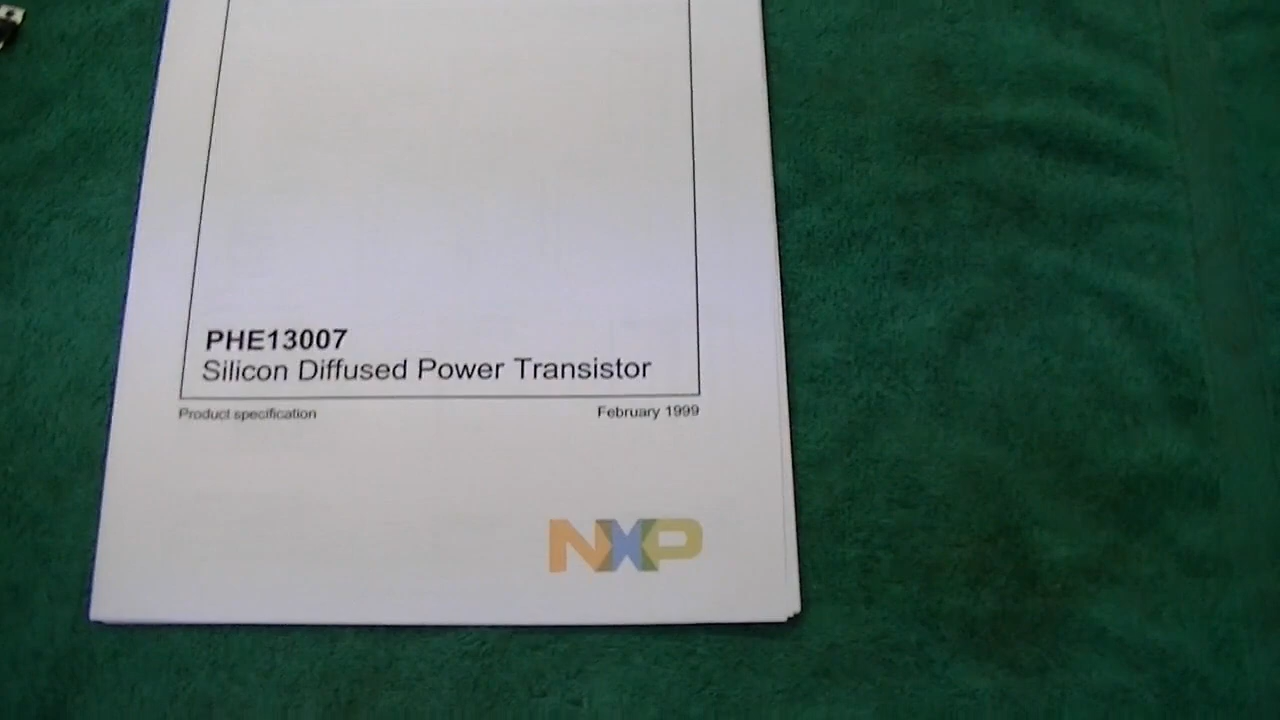 PHE13007
Silicon Diffused Power Transistor
Product specification
February 1999
NXP